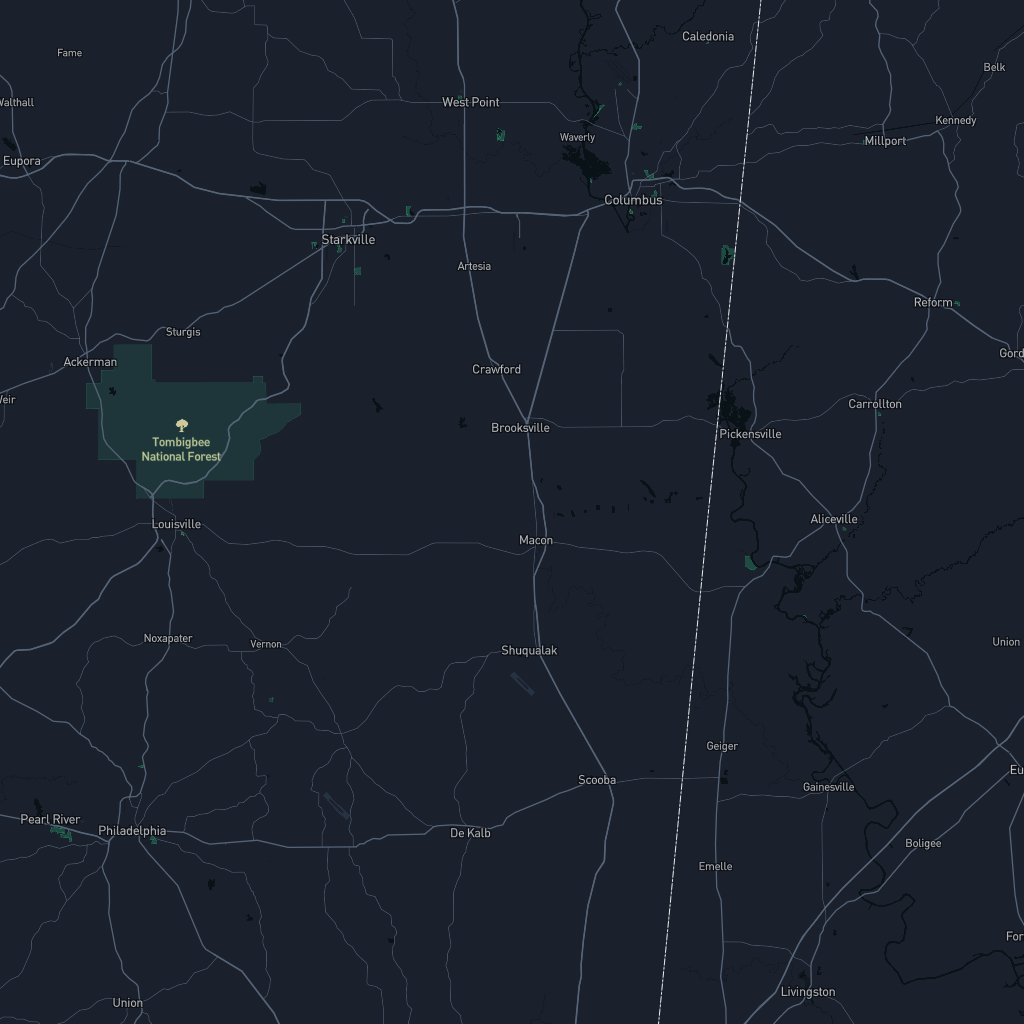 Caledonia
Fame
Belk
Walthall
West Point
Kennedy
Waverly
Millport
Eupora
Columbus
Starkville
Artesia
Reform
Sturgis
Gord
Ackerman
Crawford
Weir
Carrollton
Brooksville
Pickensville
Tombigbee
National Forest
Aliceville
Louisville
Macon
Noxapater
Vernon
Union
Shuqualak
Geiger
Eu
Scooba
Gainesville
Pearl River
Philadelphia
De Kalb
Boligee
Emelle
For
Livingston
Union